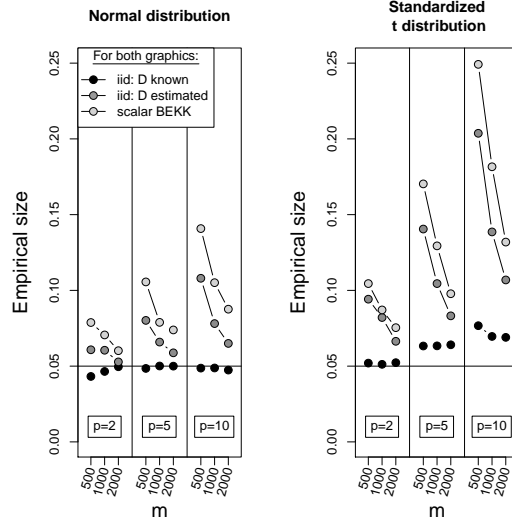 Normal distribution
For both graphics:
iid: D known
iid: D estimated
scalar BEKK
Empirical size
0.25
0.20
0.15
0.10
0.05
0.00
p=2
p=5
p=10
500
1000
2000
500
1000
2000
500
1000
2000
m
Standardized
t distribution
Empirical size
0.25
0.20
0.15
0.10
0.05
0.00
p=2
p=5
p=10
500
1000
2000
500
1000
2000
500
1000
2000
m